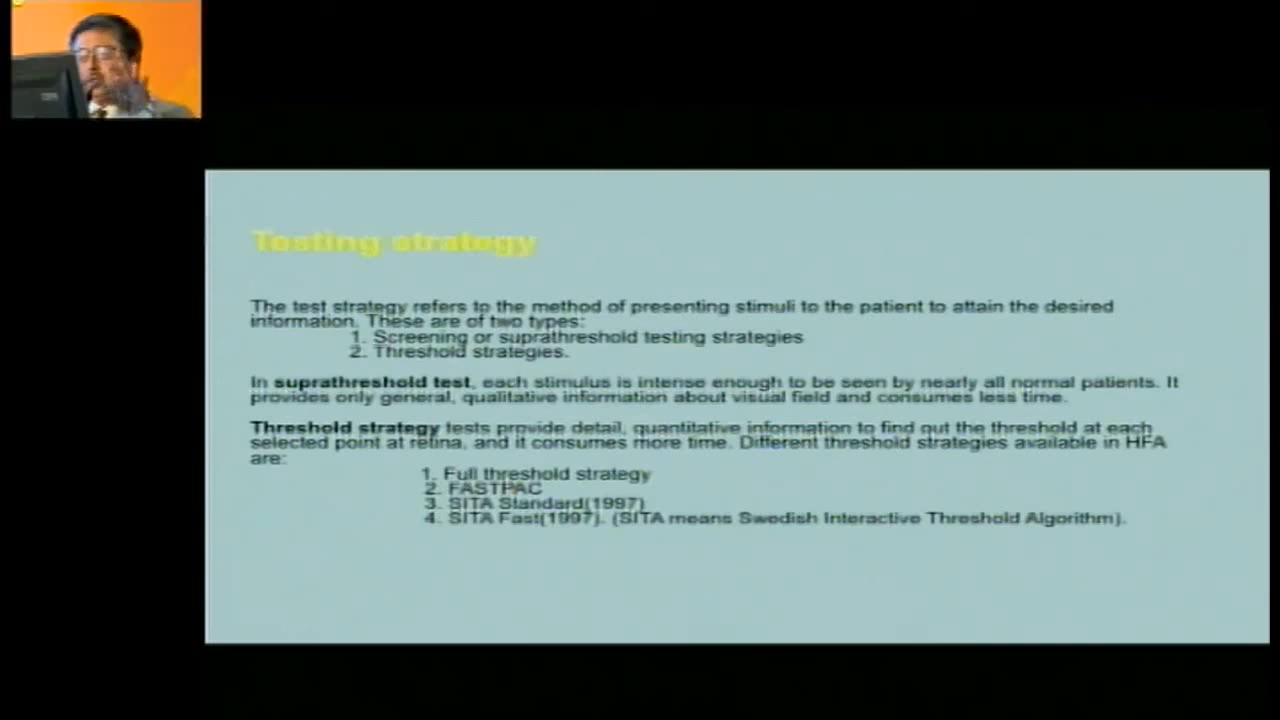 Testing strategy
The test strategy refers to the method of presenting stimuli to the patient to attain the desired
information. These are of two types:
1. Screening or suprathreshold testing strategies
2. Threshold strategies.
In suprathreshold test, each stimulus is intense enough to be seen by nearly all normal patients. It
provides only general, qualitative information about visual field and consumes less time.
Threshold strategy tests provide detail, quantitative information to find out the threshold at each
selected point at retina, and it consumes more time. Different threshold strategies available in HFA
are:
1. Full threshold strategy
2. FASTPAC
3. SITA Standard(1997)
4. SITA Fast(1997). (SITA means Swedish Interactive Threshold Algorithm).